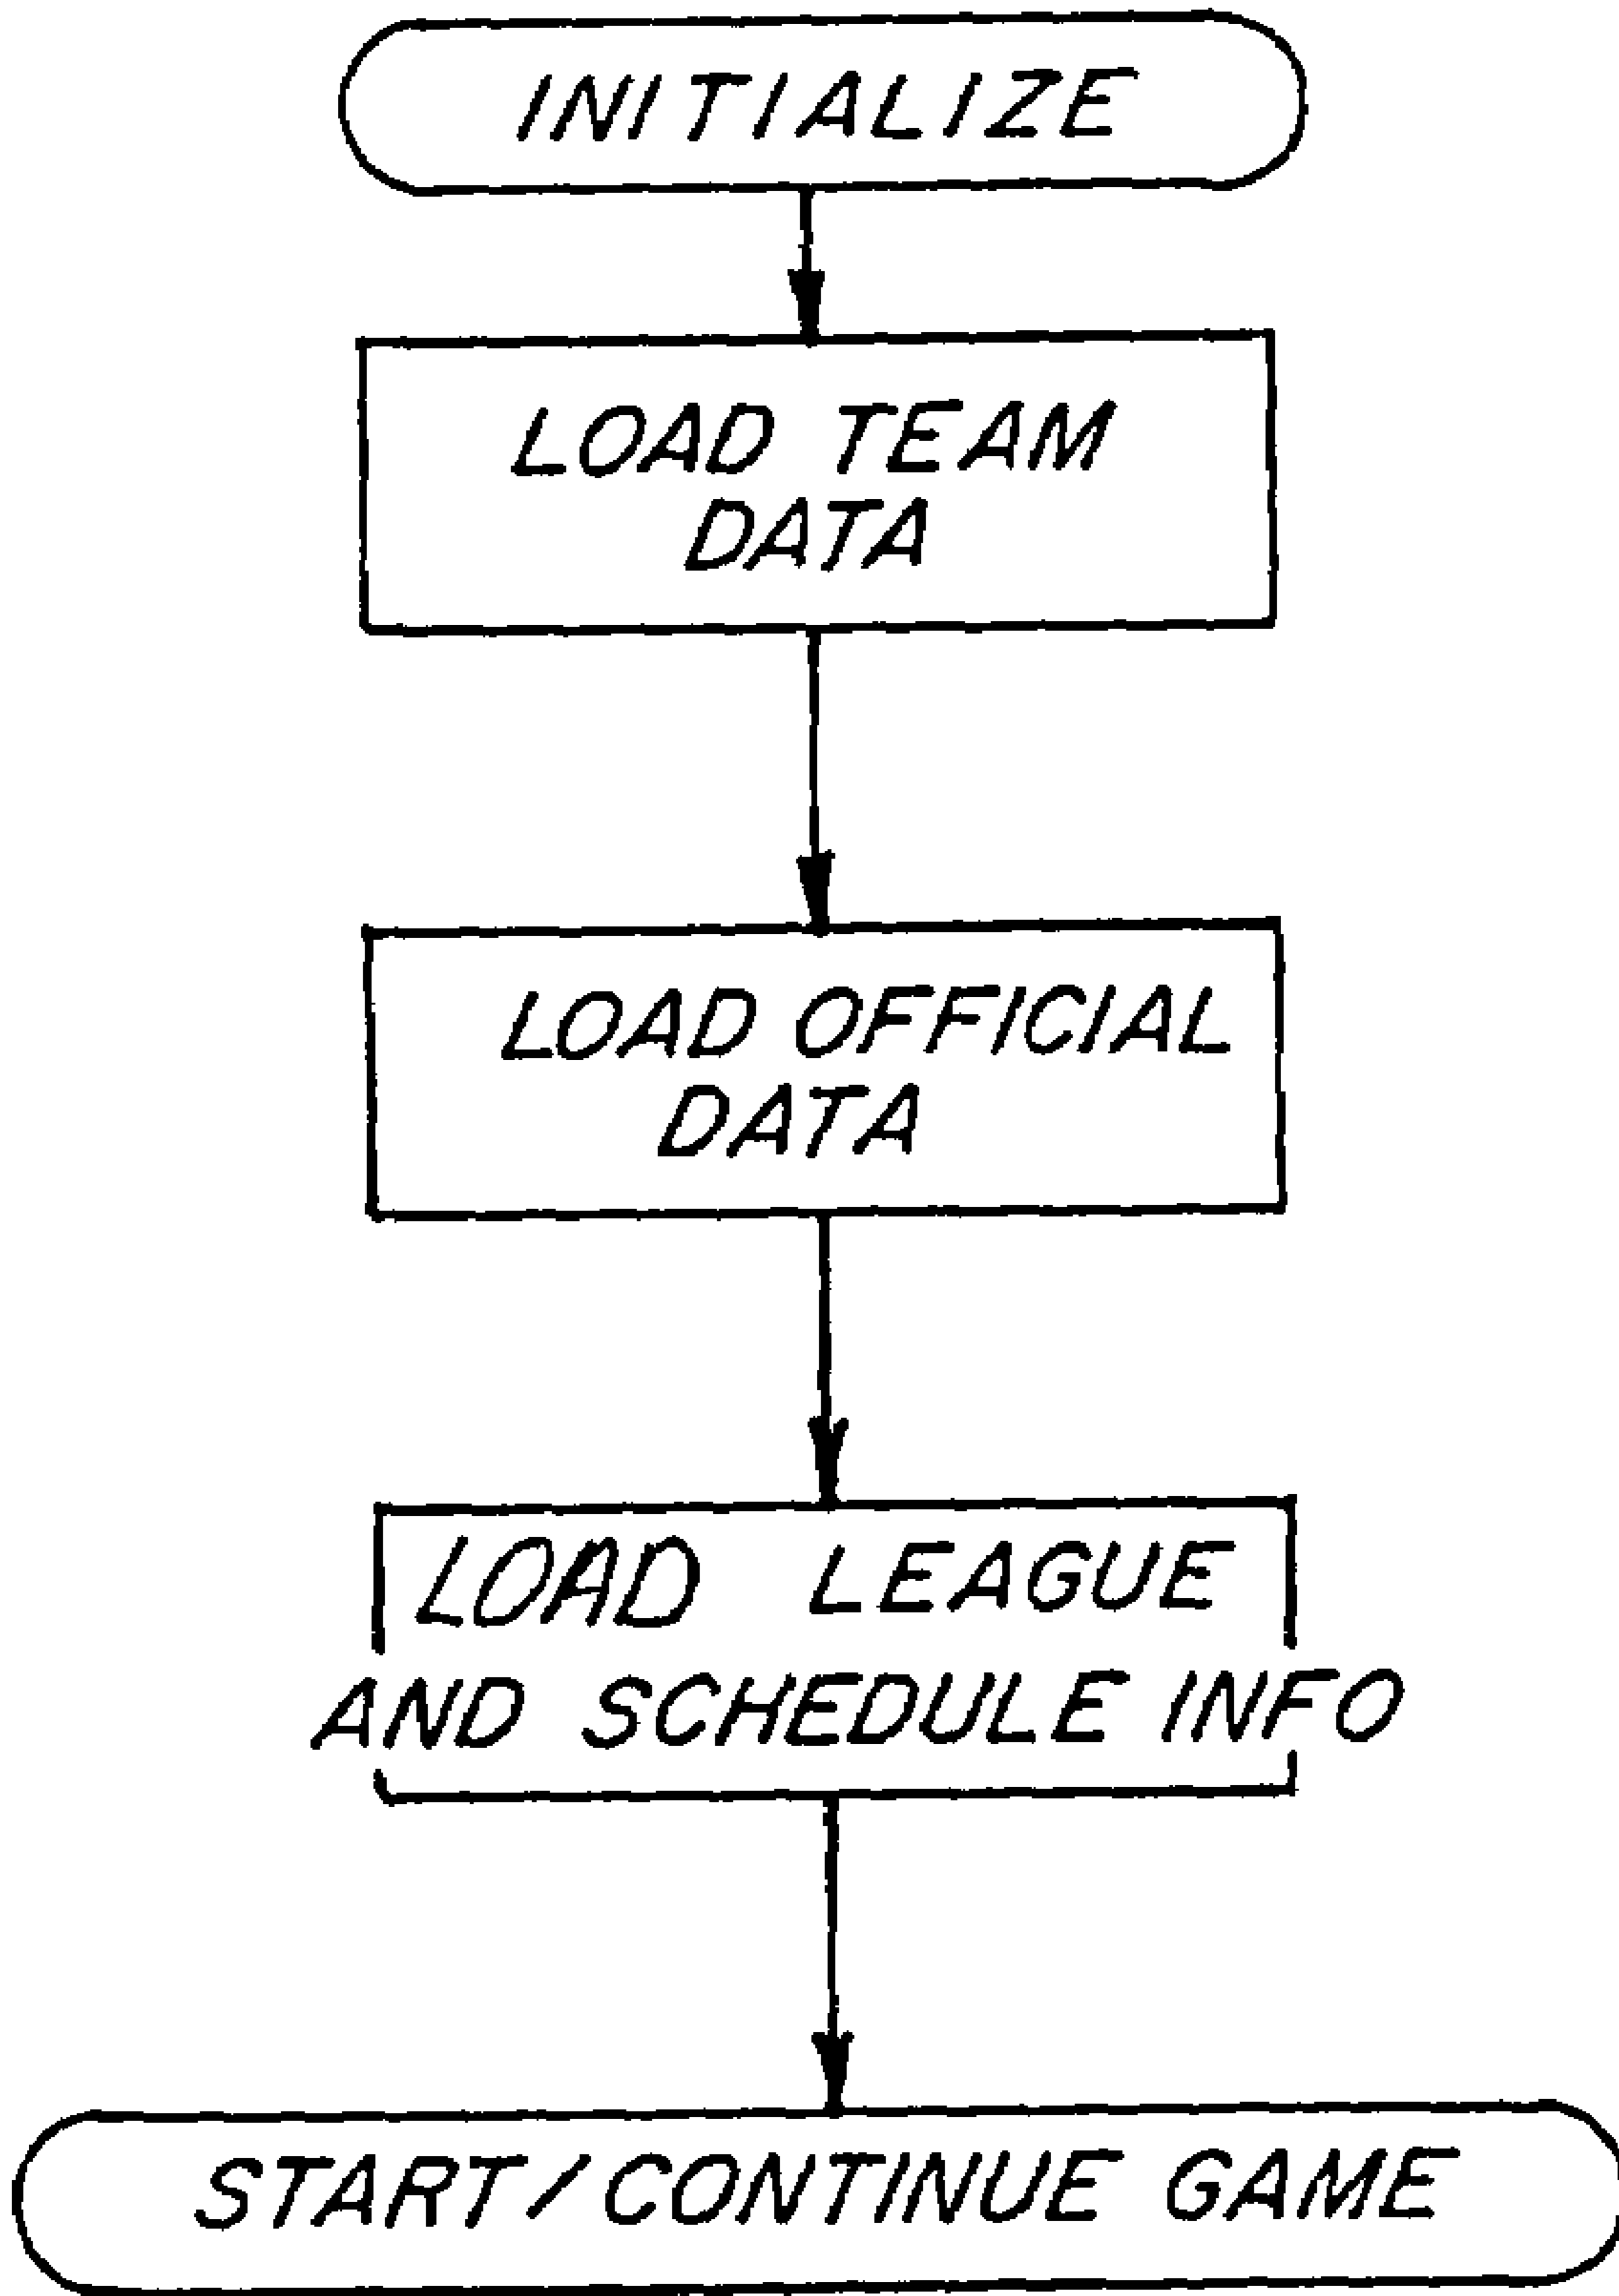 INITIALIZE
LOAD TEAM
DATA
LOAD OFFICIAL
DATA
LOAD LEAGUE
AND SCHEDULE INFO
START/CONTINUE GAME